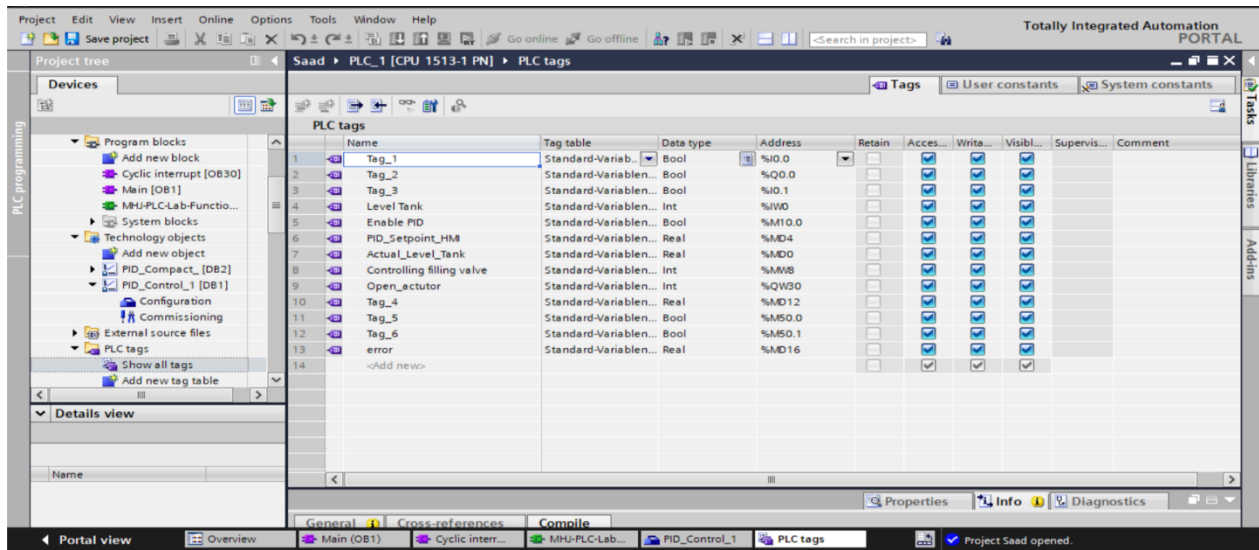 Project Edit View Insert Online Options Tools Window Help
Totally Integrated Automation
PORTAL
Save project Go online Go offline <Search in project>
Project tree
Saad PLC_1 [CPU 1513-1 PN] PLC tags
Devices
Tags User constants System constants
PLC programming
Program blocks
Add new block
Cyclic interrupt [OB30]
Main [OB1]
MHJ-PLC-Lab-Functio...
System blocks
Technology objects
Add new object
PID_Compact_ [DB2]
PID_Control_1 [DB1]
Configuration
Commissioning
External source files
PLC tags
Show all tags
Add new tag table
Details view
Name
PLC tags
Name Tag table Data type Address Retain Acces... Writa... Visibl... Supervis... Comment
1 Tag_1 Standard-Variab.. Bool %I0.0
2 Tag_2 Standard-Variablen... Bool %Q0.0
3 Tag_3 Standard-Variablen... Bool %I0.1
4 Level Tank Standard-Variablen... Int %IW0
5 Enable PID Standard-Variablen... Bool %M10.0
6 PID_Setpoint_HMI Standard-Variablen... Real %MD4
7 Actual_Level_Tank Standard-Variablen... Real %MD0
8 Controlling filling valve Standard-Variablen... Int %MW8
9 Open_actutor Standard-Variablen... Int %QW30
10 Tag_4 Standard-Variablen... Real %MD12
11 Tag_5 Standard-Variablen... Bool %M50.0
12 Tag_6 Standard-Variablen... Bool %M50.1
13 error Standard-Variablen... Real %MD16
14 <Add new>
Tasks
Libraries
Add-ins
Properties Info Diagnostics
General Cross-references Compile
Portal view Overview Main (OB1) Cyclic interr... MHJ-PLC-Lab... PID_Control_1 PLC tags Project Saad opened.